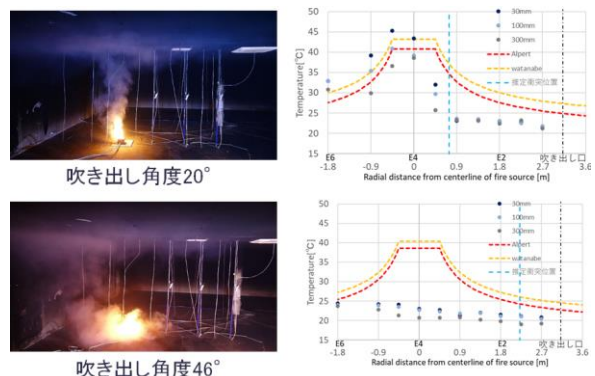 50
45
40
35
30
25
20
15
Temperature[℃]
30mm
100mm
300mm
Alpert
watanabe
推定衝突位置
E6
E4
E2
吹き出し口
-1.8
-0.9
0
0.9
1.8
2.7
3.6
Radial distance from centerline of fire source [m]
吹き出し角度20°
50
45
40
35
30
25
20
15
Temperature[℃]
30mm
100mm
300mm
Alpert
watanabe
推定衝突位置
E6
E4
E2
吹き出し口
-1.8
-0.9
0
0.9
1.8
2.7
3.6
Radial distance from centerline of fire source [m]
吹き出し角度46°